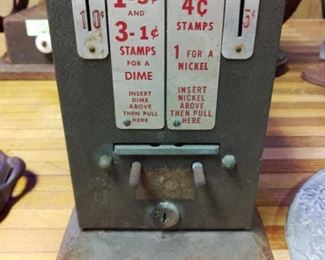 10¢
1-5¢
AND
3-1¢
STAMPS
FOR A
DIME
INSERT
DIME
ABOVE
THEN PULL
HERE
4¢
STAMPS
1 FOR A
NICKEL
INSERT
NICKEL
ABOVE
THEN PULL
HERE
5¢